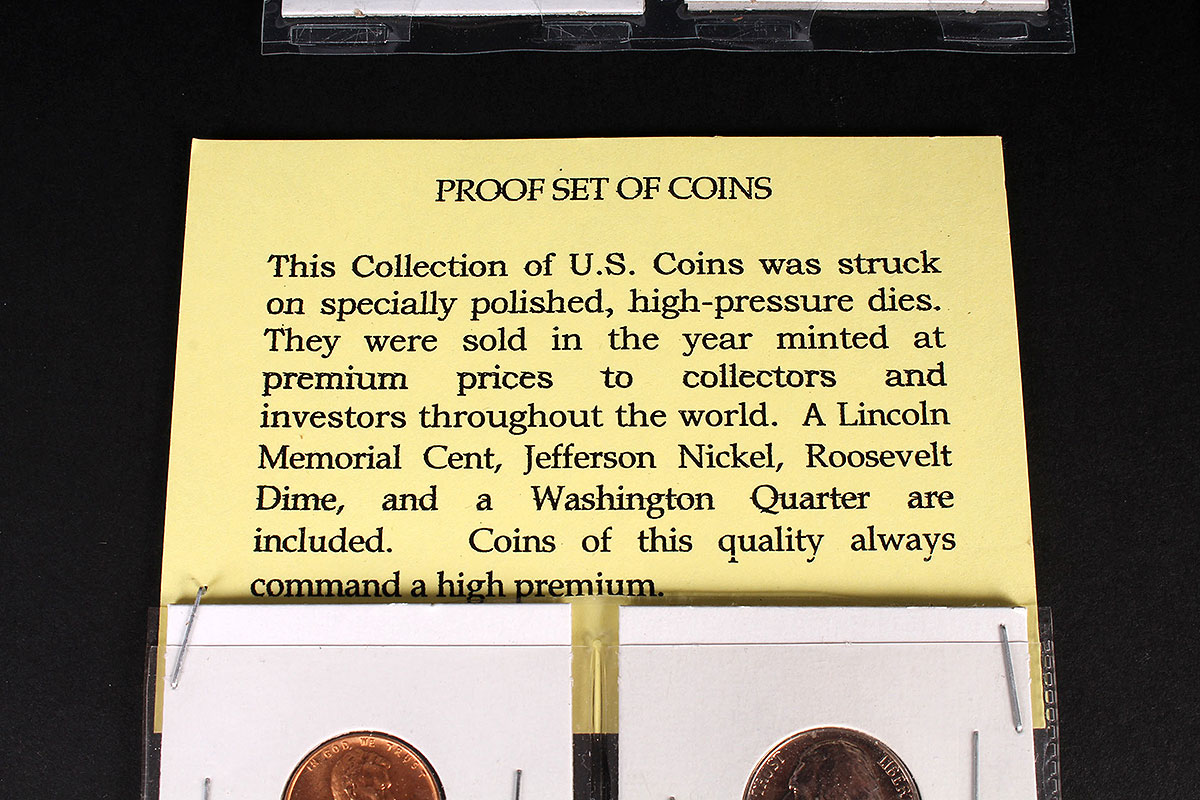 PROOF SET OF COINS
This Collection of U.S. Coins was struck
on specially polished, high-pressure dies.
They were sold in the year minted at
premium prices to collectors and
investors throughout the world. A Lincoln
Memorial Cent, Jefferson Nickel, Roosevelt
Dime, and a Washington Quarter are
included. Coins of this quality always
command a high premium.
IN GOD WE TRUST
TRUST LIBER